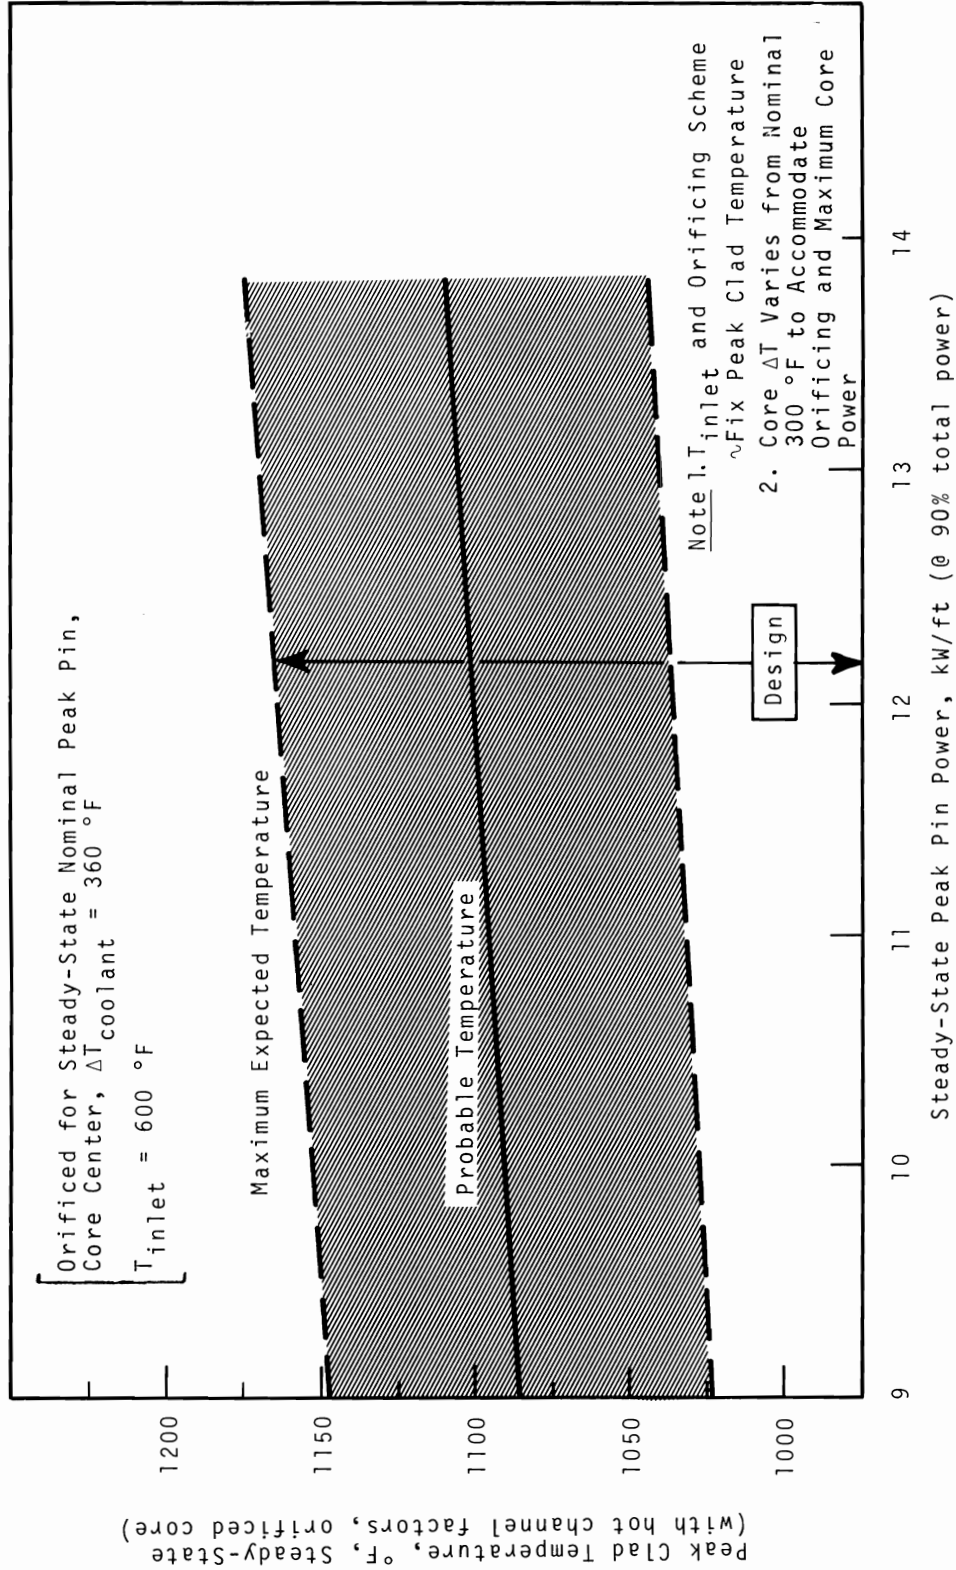 Orificed for Steady-State Nominal Peak Pin,
Core Center, ΔTcoolant = 360 °F
Tinlet = 600 °F
Maximum Expected Temperature
Probable Temperature
Note 1. Tinlet and Orificing Scheme
~Fix Peak Clad Temperature
2. Core ΔT Varies from Nominal
300 °F to Accommodate
Orificing and Maximum Core
Power
Design
Peak Clad Temperature, °F, Steady-State
(with hot channel factors, orificed core)
1200
1150
1100
1050
1000
9
10
11
12
13
14
Steady-State Peak Pin Power, kW/ft (@ 90% total power)